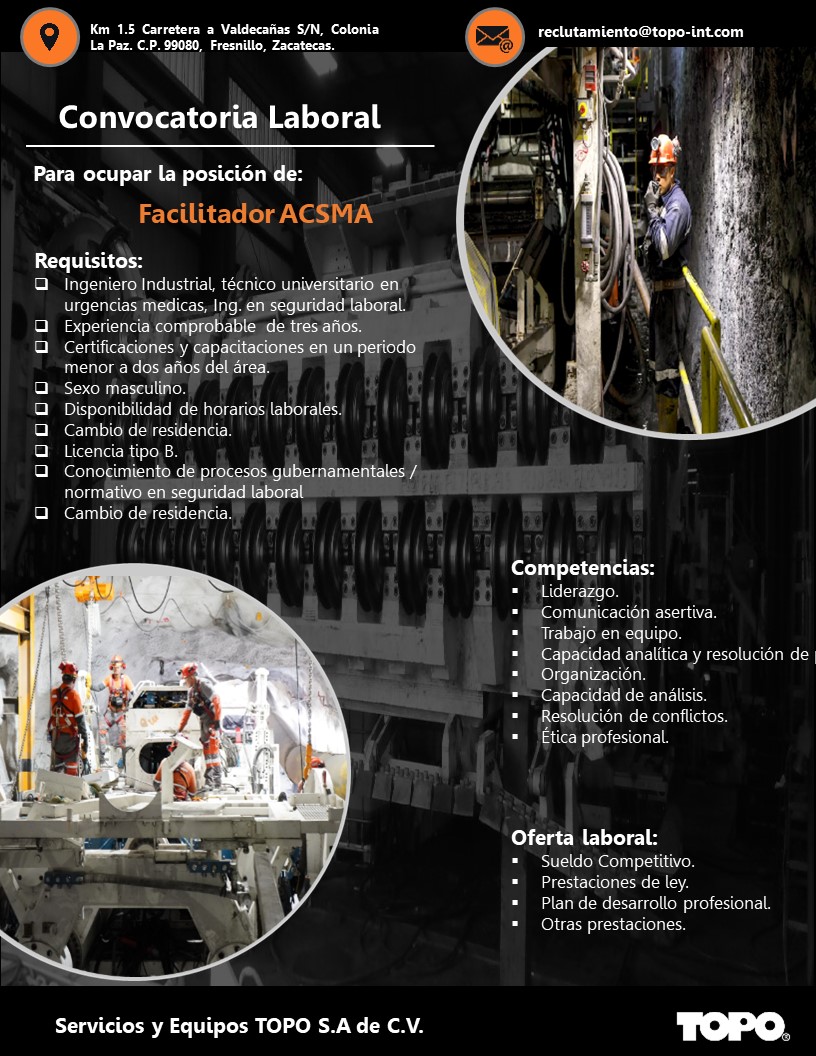 Km 1.5 Carretera a Valdecañas S/N, Colonia
La Paz. C.P. 99080, Fresnillo, Zacatecas.
reclutamiento@topo-int.com
Convocatoria Laboral
Para ocupar la posición de:
Facilitador ACSMA
Requisitos:
Ingeniero Industrial, técnico universitario en
urgencias medicas, Ing. en seguridad laboral.
Experiencia comprobable de tres años.
Certificaciones y capacitaciones en un periodo
menor a dos años del área.
Sexo masculino.
Disponibilidad de horarios laborales.
Cambio de residencia.
Licencia tipo B.
Conocimiento de procesos gubernamentales /
normativo en seguridad laboral
Cambio de residencia.
Competencias:
Liderazgo.
Comunicación asertiva.
Trabajo en equipo.
Capacidad analítica y resolución de
Organización.
Capacidad de análisis.
Resolución de conflictos.
Ética profesional.
Oferta laboral:
Sueldo Competitivo.
Prestaciones de ley.
Plan de desarrollo profesional.
Otras prestaciones.
Servicios y Equipos TOPO S.A de C.V.
TOPO®